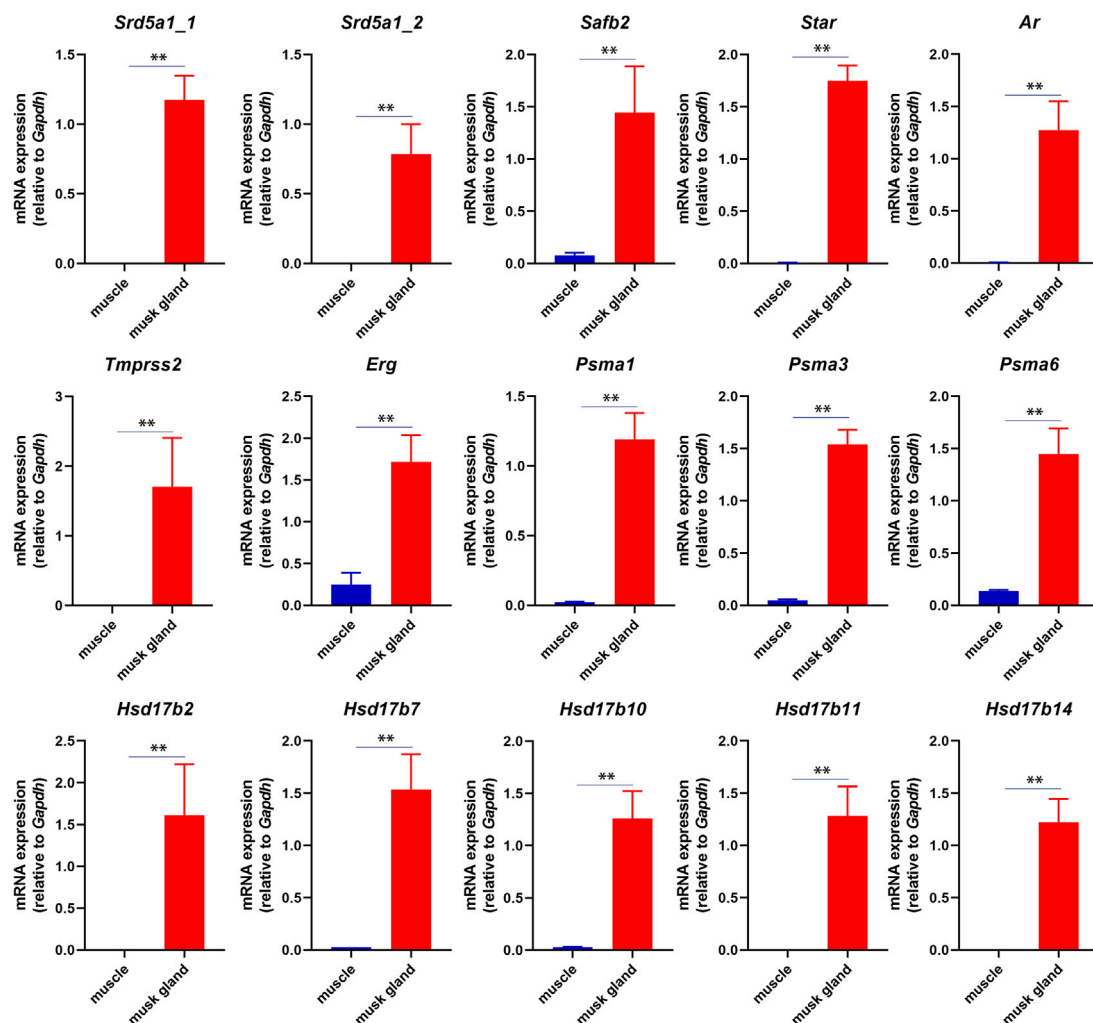 Srd5a1_1
mRNA expression
(relative to Gapdh)
1.5
1.0
0.5
0.0
**
muscle
musk gland
Srd5a1_2
mRNA expression
(relative to Gapdh)
1.5
1.0
0.5
0.0
**
muscle
musk gland
Safb2
mRNA expression
(relative to Gapdh)
2.0
1.5
1.0
0.5
0.0
**
muscle
musk gland
Star
mRNA expression
(relative to Gapdh)
2.0
1.5
1.0
0.5
0.0
**
muscle
musk gland
Ar
mRNA expression
(relative to Gapdh)
2.0
1.5
1.0
0.5
0.0
**
muscle
musk gland
Tmprss2
mRNA expression
(relative to Gapdh)
3
2
1
0
**
muscle
musk gland
Erg
mRNA expression
(relative to Gapdh)
2.5
2.0
1.5
1.0
0.5
0.0
**
muscle
musk gland
Psma1
mRNA expression
(relative to Gapdh)
1.5
1.0
0.5
0.0
**
muscle
musk gland
Psma3
mRNA expression
(relative to Gapdh)
2.0
1.5
1.0
0.5
0.0
**
muscle
musk gland
Psma6
mRNA expression
(relative to Gapdh)
2.0
1.5
1.0
0.5
0.0
**
muscle
musk gland
Hsd17b2
mRNA expression
(relative to Gapdh)
2.5
2.0
1.5
1.0
0.5
0.0
**
muscle
musk gland
Hsd17b7
mRNA expression
(relative to Gapdh)
2.0
1.5
1.0
0.5
0.0
**
muscle
musk gland
Hsd17b10
mRNA expression
(relative to Gapdh)
2.0
1.5
1.0
0.5
0.0
**
muscle
musk gland
Hsd17b11
mRNA expression
(relative to Gapdh)
2.0
1.5
1.0
0.5
0.0
**
muscle
musk gland
Hsd17b14
mRNA expression
(relative to Gapdh)
2.0
1.5
1.0
0.5
0.0
**
muscle
musk gland